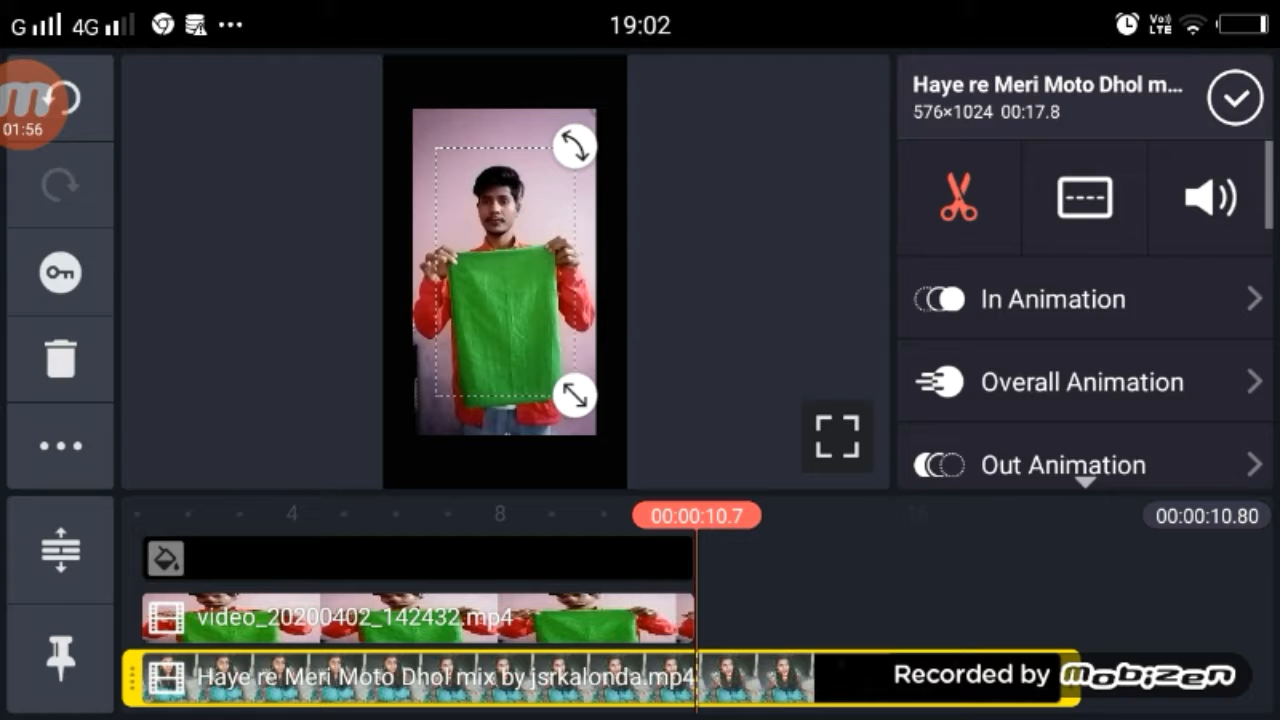 G 4G 19:02 Vo)) LTE
m
01:56
Haye re Meri Moto Dhol m...
576×1024 00:17.8
In Animation
Overall Animation
Out Animation
4 8 00:00:10.7 16 00:00:10.80
video_20200402_142432.mp4
Haye re Meri Moto Dhol mix by jsrkalonda.mp4
Recorded by mobizen